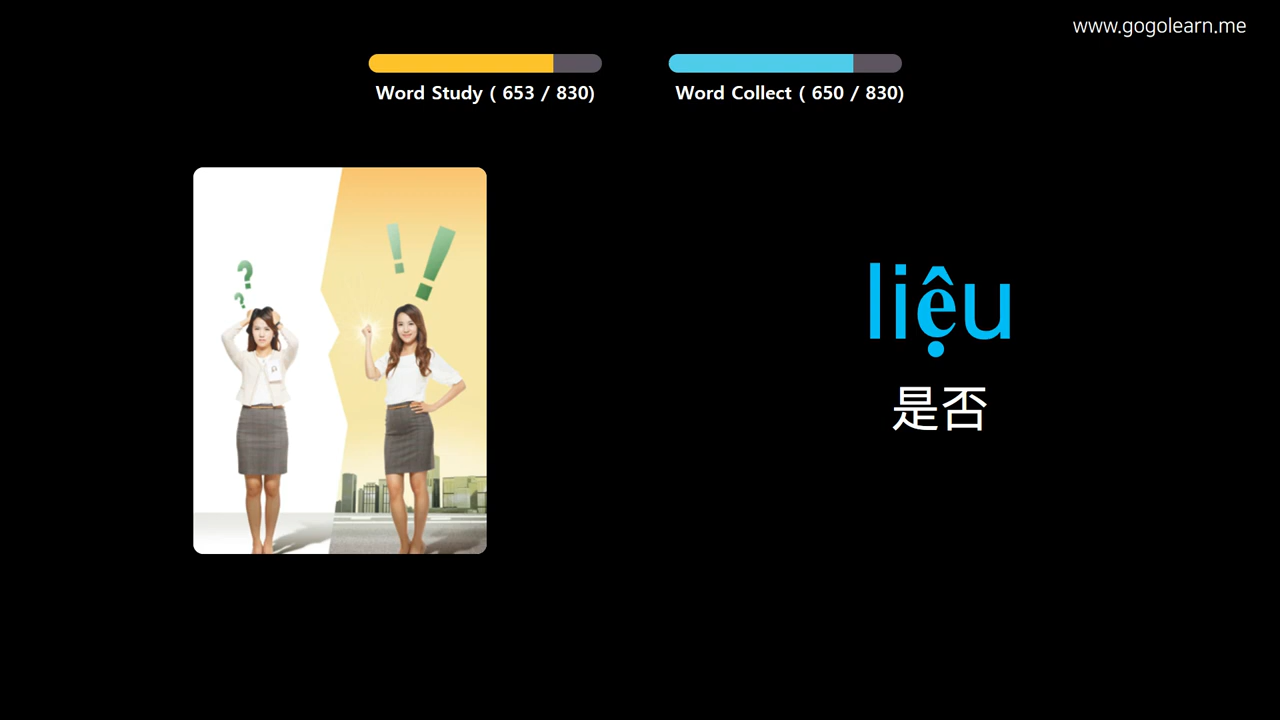 www.gogolearn.me
Word Study ( 653 / 830)
Word Collect ( 650 / 830)
? ?
! !
liệu
是否